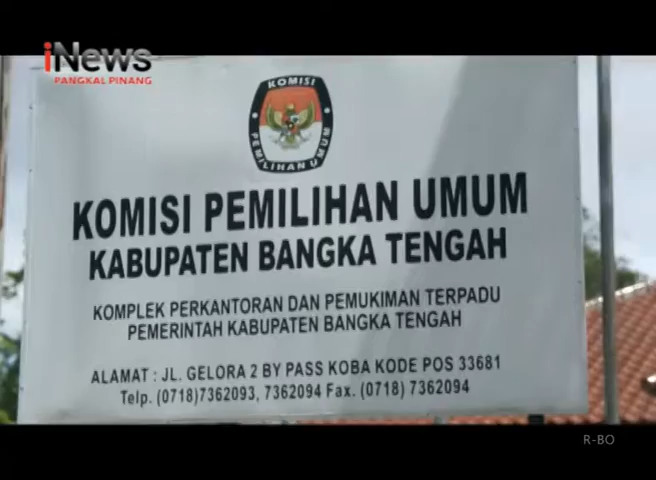 iNews
PANGKAL PINANG
KOMISI
PEMILIHAN UMUM
KOMISI PEMILIHAN UMUM
KABUPATEN BANGKA TENGAH
KOMPLEK PERKANTORAN DAN PEMUKIMAN TERPADU
PEMERINTAH KABUPATEN BANGKA TENGAH
ALAMAT : JL. GELORA 2 BY PASS KOBA KODE POS 33681
Telp. (0718)7362093, 7362094 Fax. (0718) 7362094
R-BO